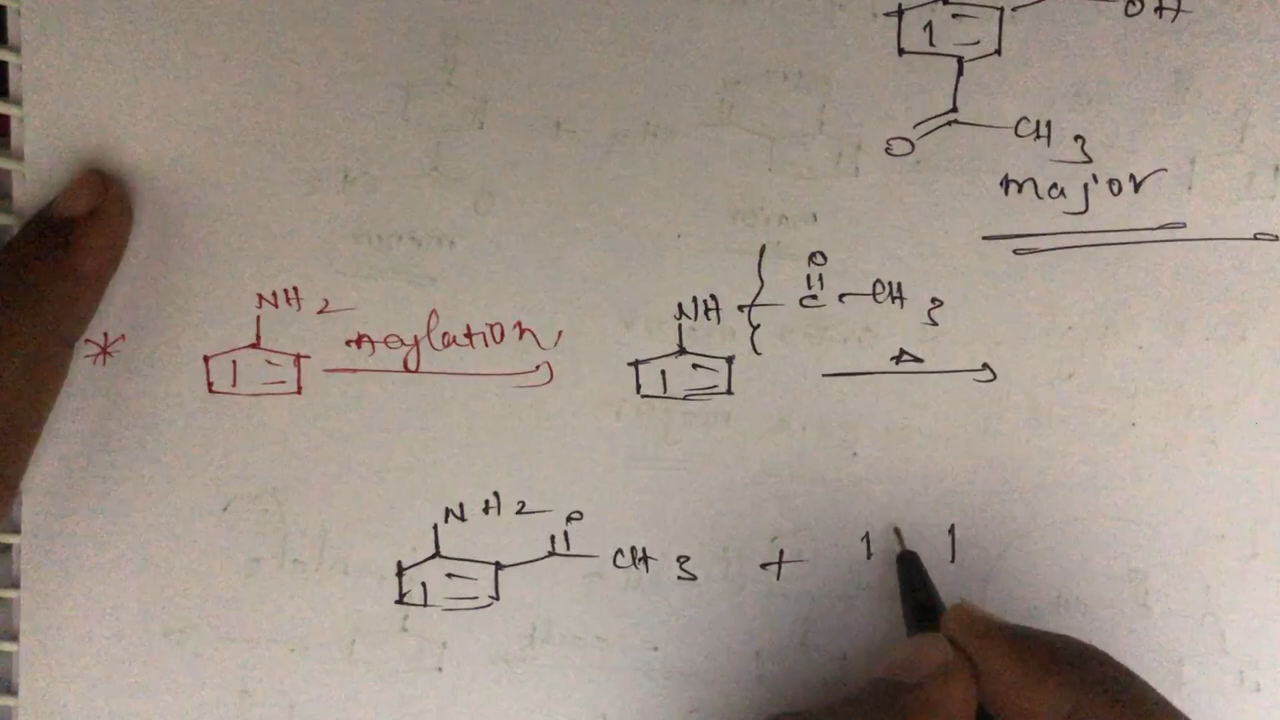 OH
O CH3
major
O
NH2 Acylation NH C CH3
* Δ
NH2 O
CH3 +